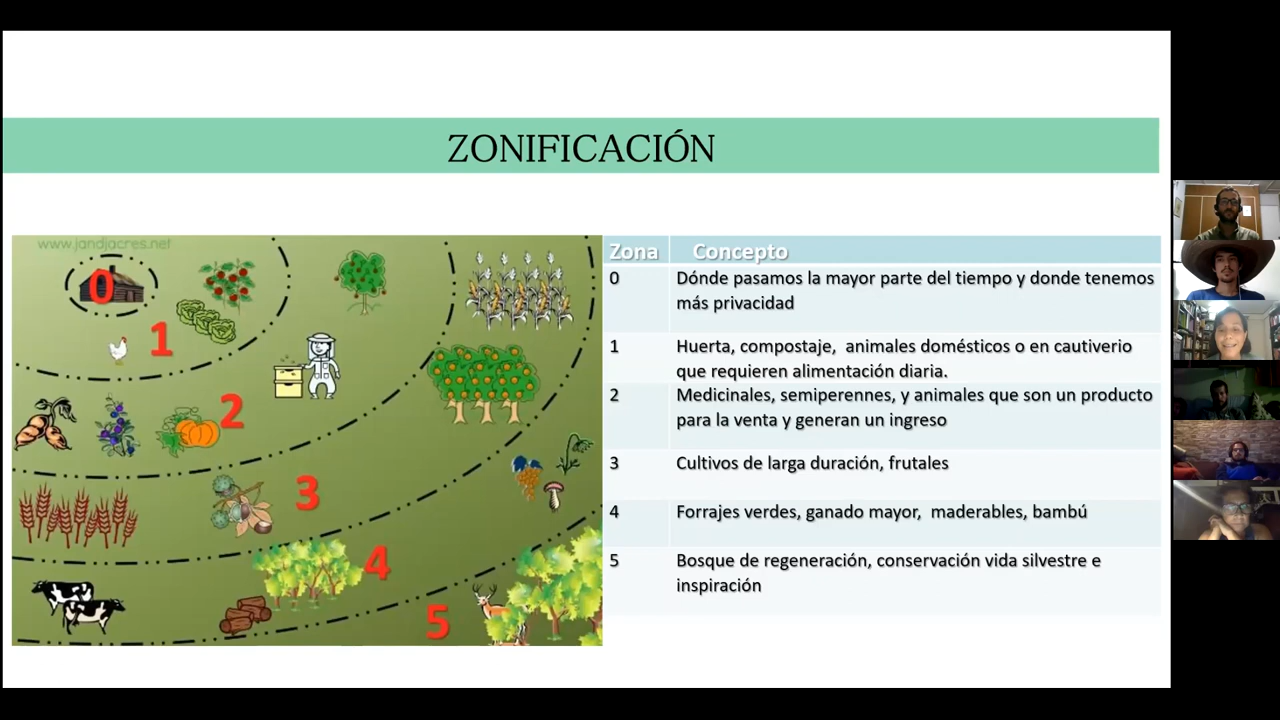 ZONIFICACIÓN
www.jandjacres.net
0
1
2
3
4
5
Zona Concepto
0 Dónde pasamos la mayor parte del tiempo y donde tenemos
más privacidad
1 Huerta, compostaje, animales domésticos o en cautiverio
que requieren alimentación diaria.
2 Medicinales, semiperennes, y animales que son un producto
para la venta y generan un ingreso
3 Cultivos de larga duración, frutales
4 Forrajes verdes, ganado mayor, maderables, bambú
5 Bosque de regeneración, conservación vida silvestre e
inspiración